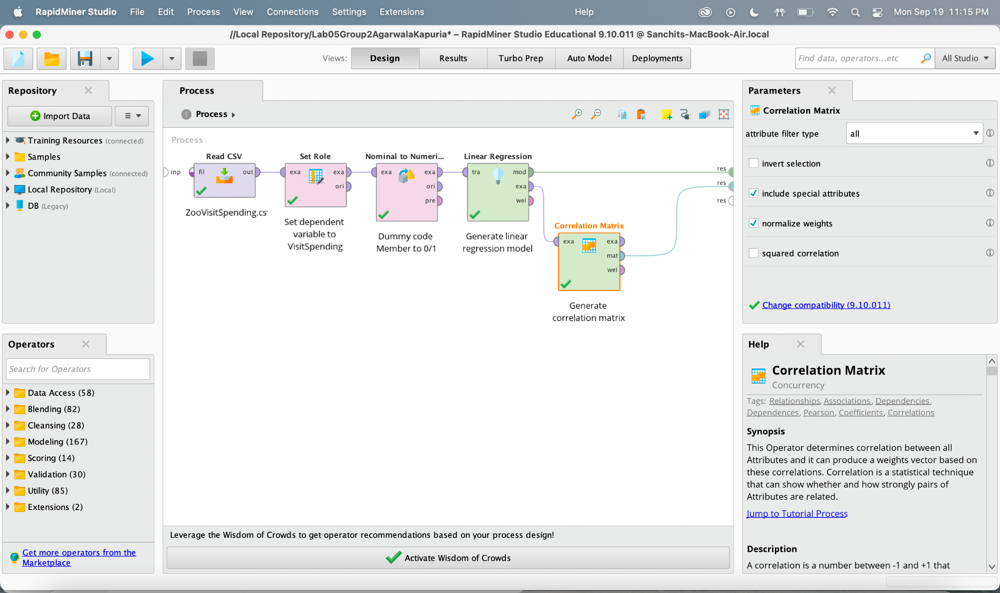 RapidMiner Studio File Edit Process View Connections Settings Extensions Help Mon Sep 19 11:15 PM
//Local Repository/Lab05Group2AgarwalaKapuria* – RapidMiner Studio Educational 9.10.011 @ Sanchits-MacBook-Air.local
Views: Design Results Turbo Prep Auto Model Deployments
Find data, operators...etc
All Studio
Repository
Import Data
Training Resources (connected)
Samples
Community Samples (connected)
Local Repository (Local)
DB (Legacy)
Operators
Search for Operators
Data Access (58)
Blending (82)
Cleansing (28)
Modeling (167)
Scoring (14)
Validation (30)
Utility (85)
Extensions (2)
Get more operators from the
Marketplace
Process
Process
Process
inp
Read CSV
fil out
ZooVisitSpending.cs
Set Role
exa exa
ori
Set dependent
variable to
VisitSpending
Nominal to Numeri...
exa exa
ori
pre
Dummy code
Member to 0/1
Linear Regression
tra mod
exa
wei
Generate linear
regression model
Correlation Matrix
exa exa
mat
wei
Generate
correlation matrix
res
res
res
Leverage the Wisdom of Crowds to get operator recommendations based on your process design!
Activate Wisdom of Crowds
Parameters
Correlation Matrix
attribute filter type all
invert selection
include special attributes
normalize weights
squared correlation
Change compatibility (9.10.011)
Help
Correlation Matrix
Concurrency
Tags: Relationships, Associations, Dependencies,
Dependences, Pearson, Coefficients, Correlations
Synopsis
This Operator determines correlation between all
Attributes and it can produce a weights vector based on
these correlations. Correlation is a statistical technique
that can show whether and how strongly pairs of
Attributes are related.
Jump to Tutorial Process
Description
A correlation is a number between -1 and +1 that